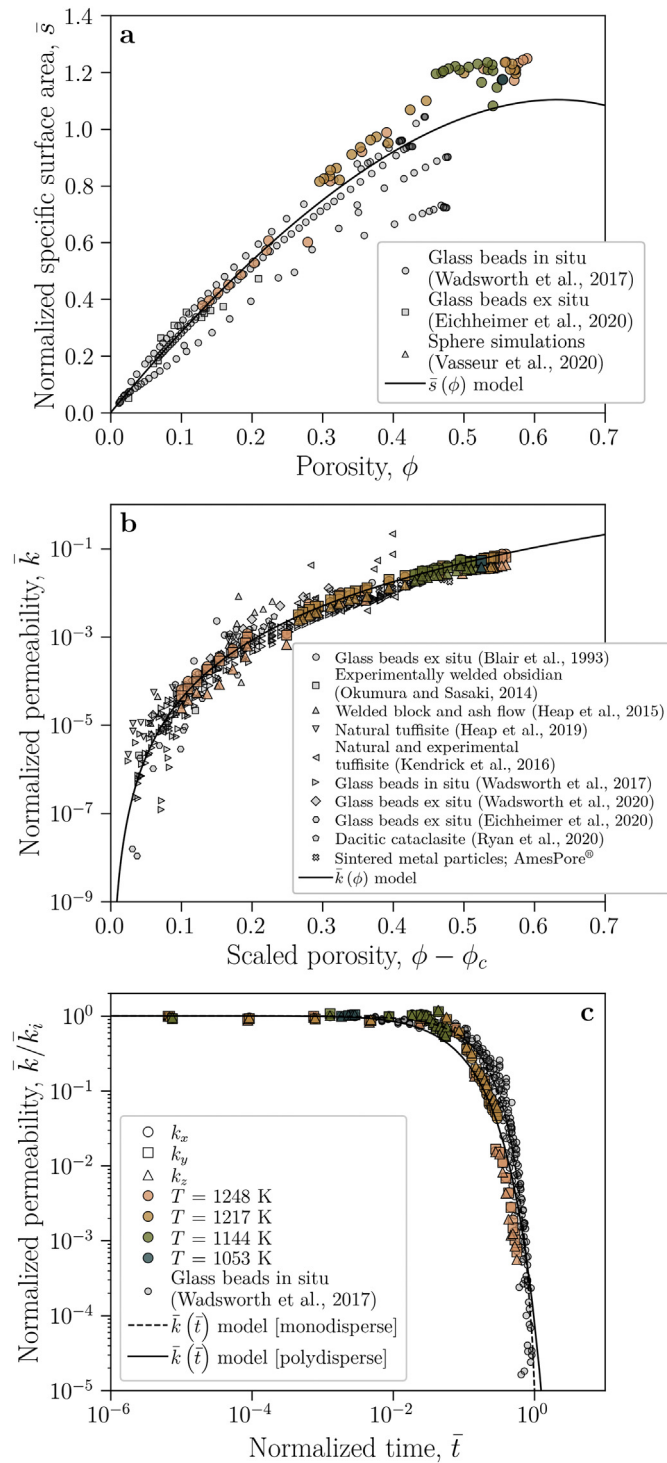 a
1.4
1.2
1.0
0.8
0.6
0.4
0.2
0.0
Normalized specific surface area, s̄
Glass beads in situ
(Wadsworth et al., 2017)
Glass beads ex situ
(Eichheimer et al., 2020)
Sphere simulations
(Vasseur et al., 2020)
s̄ (ϕ) model
0.0 0.1 0.2 0.3 0.4 0.5 0.6 0.7
Porosity, ϕ
b
10⁻¹
10⁻³
10⁻⁵
10⁻⁷
10⁻⁹
Normalized permeability, k̄
Glass beads ex situ (Blair et al., 1993)
Experimentally welded obsidian
(Okumura and Sasaki, 2014)
Welded block and ash flow (Heap et al., 2015)
Natural tuffisite (Heap et al., 2019)
Natural and experimental
tuffisite (Kendrick et al., 2016)
Glass beads in situ (Wadsworth et al., 2017)
Glass beads ex situ (Wadsworth et al., 2020)
Glass beads ex situ (Eichheimer et al., 2020)
Dacitic cataclasite (Ryan et al., 2020)
Sintered metal particles; AmesPore®
k̄ (ϕ) model
0.0 0.1 0.2 0.3 0.4 0.5 0.6 0.7
Scaled porosity, ϕ − ϕ_c
c
10⁰
10⁻¹
10⁻²
10⁻³
10⁻⁴
10⁻⁵
Normalized permeability, k̄/k̄ᵢ
k_x
k_y
k_z
T = 1248 K
T = 1217 K
T = 1144 K
T = 1053 K
Glass beads in situ
(Wadsworth et al., 2017)
k̄ (t̄) model [monodisperse]
k̄ (t̄) model [polydisperse]
10⁻⁶ 10⁻⁴ 10⁻² 10⁰
Normalized time, t̄